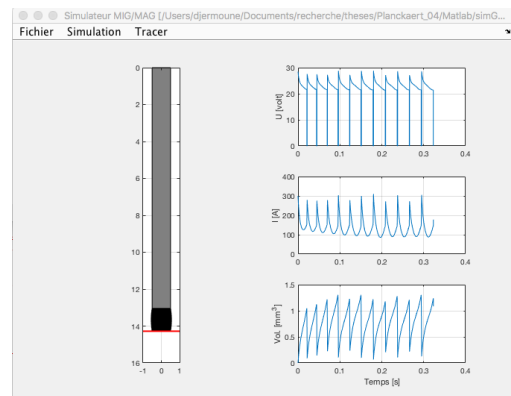 Simulateur MIG/MAG [/Users/djermoune/Documents/recherche/theses/Planckaert_04/Matlab/simG...
Fichier Simulation Tracer
0
2
4
6
8
10
12
14
16
-1 0 1
30
20
10
0
U [volt]
0 0.1 0.2 0.3 0.4
400
300
200
100
0
I [A]
0 0.1 0.2 0.3 0.4
1.5
1
0.5
0
Vol. [mm³]
0 0.1 0.2 0.3 0.4
Temps [s]